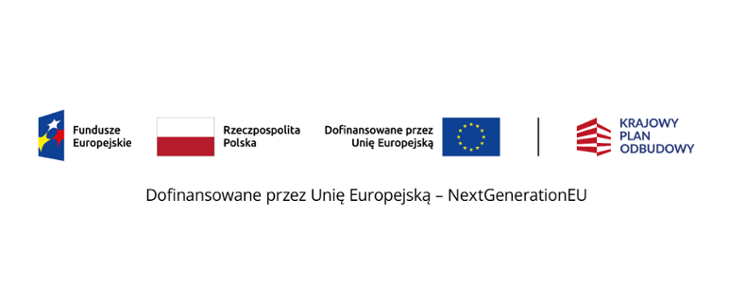 Fundusze
Europejskie
Rzeczpospolita
Polska
Dofinansowane przez
Unię Europejską
KRAJOWY
PLAN
ODBUDOWY
Dofinansowane przez Unię Europejską – NextGenerationEU